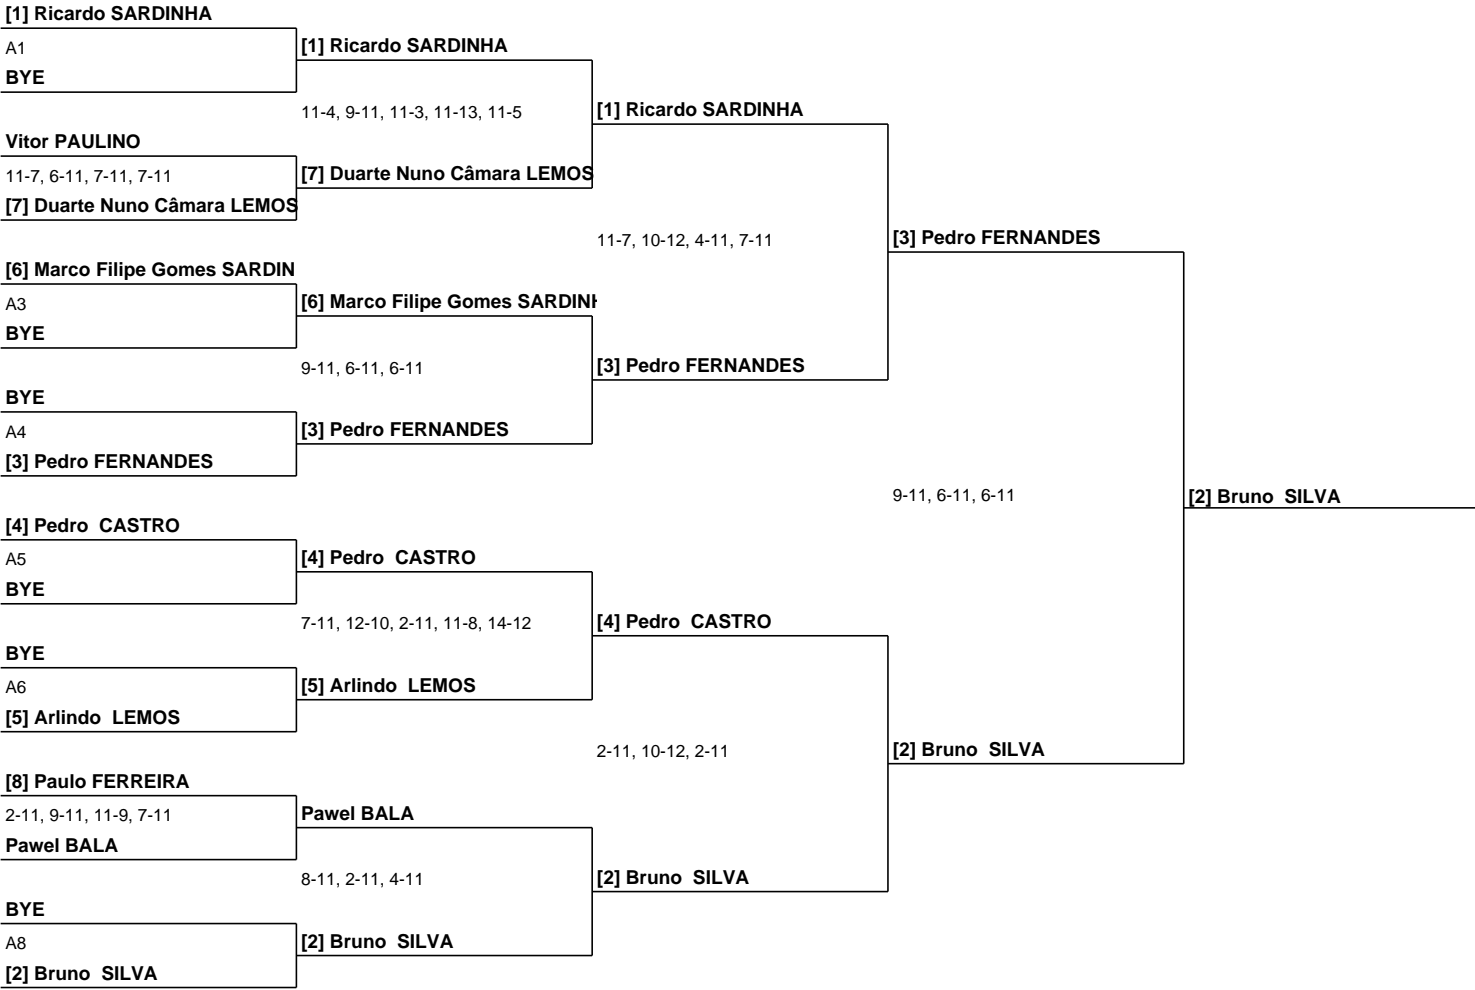 [1] Ricardo SARDINHA
A1
BYE
Vitor PAULINO
11-7, 6-11, 7-11, 7-11
[7] Duarte Nuno Câmara LEMOS
[6] Marco Filipe Gomes SARDIN
A3
BYE
BYE
A4
[3] Pedro FERNANDES
[4] Pedro CASTRO
A5
BYE
BYE
A6
[5] Arlindo LEMOS
[8] Paulo FERREIRA
2-11, 9-11, 11-9, 7-11
Pawel BALA
BYE
A8
[2] Bruno SILVA
[1] Ricardo SARDINHA
11-4, 9-11, 11-3, 11-13, 11-5
[7] Duarte Nuno Câmara LEMOS
[6] Marco Filipe Gomes SARDINH
9-11, 6-11, 6-11
[3] Pedro FERNANDES
[4] Pedro CASTRO
7-11, 12-10, 2-11, 11-8, 14-12
[5] Arlindo LEMOS
Pawel BALA
8-11, 2-11, 4-11
[2] Bruno SILVA
[1] Ricardo SARDINHA
11-7, 10-12, 4-11, 7-11
[3] Pedro FERNANDES
[4] Pedro CASTRO
2-11, 10-12, 2-11
[2] Bruno SILVA
[3] Pedro FERNANDES
9-11, 6-11, 6-11
[2] Bruno SILVA
[2] Bruno SILVA